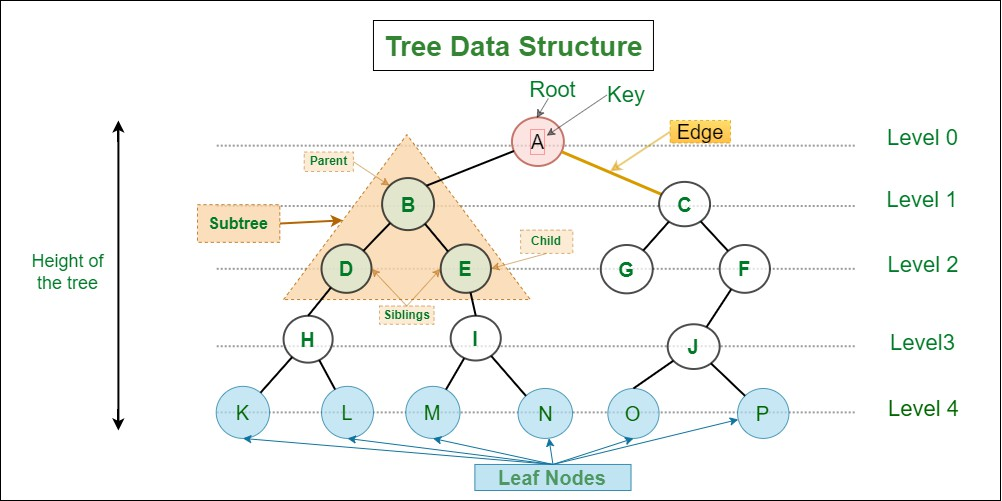 Tree Data Structure
Root
Key
A
Edge
Level 0
Parent
B
C
Level 1
Subtree
Child
Height of
the tree
D
E
G
F
Level 2
Siblings
H
I
J
Level3
K
L
M
N
O
P
Level 4
Leaf Nodes